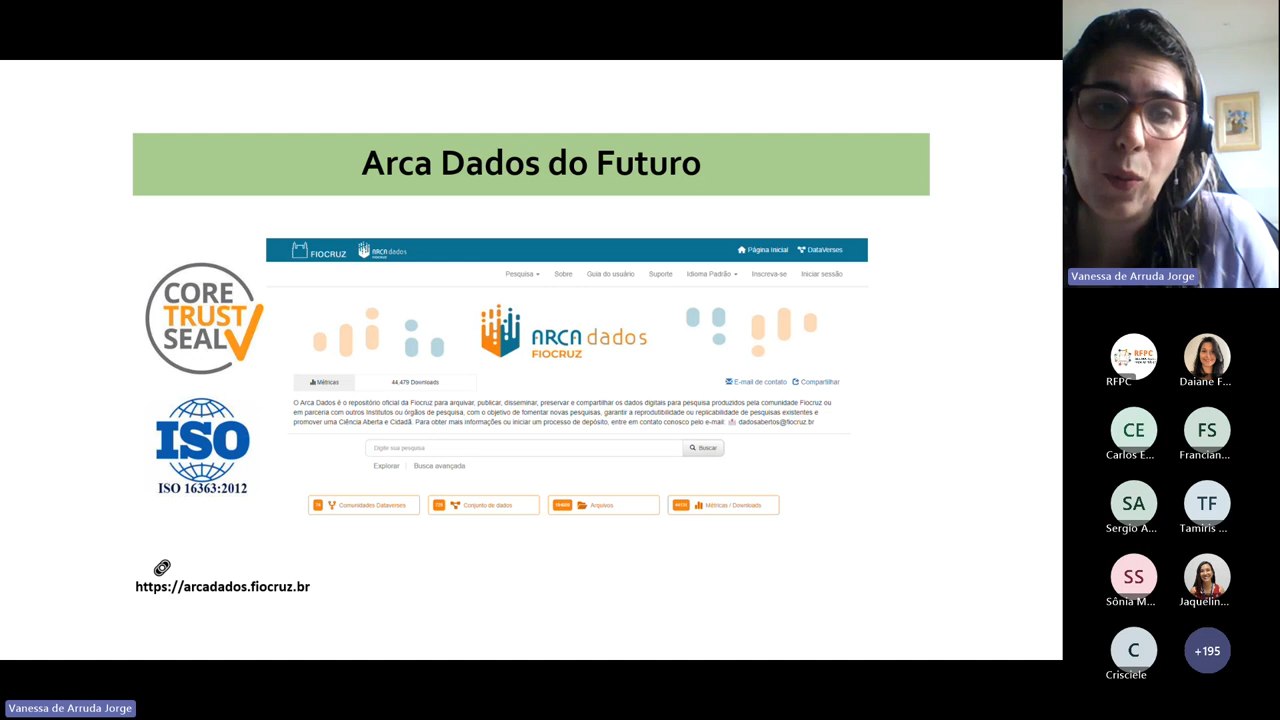 Arca Dados do Futuro
FIOCRUZ
ARCA dados
FIOCRUZ
Página Inicial
DataVerses
Pesquisa
Sobre
Guia do usuário
Suporte
Idioma Padrão
Inscreva-se
Iniciar sessão
CORE
TRUST
SEAL
ARCA dados
FIOCRUZ
Métricas
44,479 Downloads
E-mail de contato
Compartilhar
O Arca Dados é o repositório oficial da Fiocruz para arquivar, publicar, disseminar, preservar e compartilhar os dados digitais para pesquisa produzidos pela comunidade Fiocruz ou
em parceria com outros Institutos ou órgãos de pesquisa, com o objetivo de fomentar novas pesquisas, garantir a reprodutibilidade ou replicabilidade de pesquisas existentes e
promover uma Ciência Aberta e Cidadã. Para obter mais informações ou iniciar um processo de depósito, entre em contato conosco pelo e-mail: dadosabertos@fiocruz.br
Digite sua pesquisa
Buscar
Explorar
Busca avançada
ISO
ISO 16363:2012
Comunidades Dataverses
Conjunto de dados
Arquivos
Métricas / Downloads
https://arcadados.fiocruz.br
Vanessa de Arruda Jorge
RFPC
RFPC
Daiane F...
CE
Carlos E...
FS
Francian...
SA
Sergio A...
TF
Tamiris ...
SS
Sônia M...
Jaquelin...
C
Crisciele
+195
Vanessa de Arruda Jorge